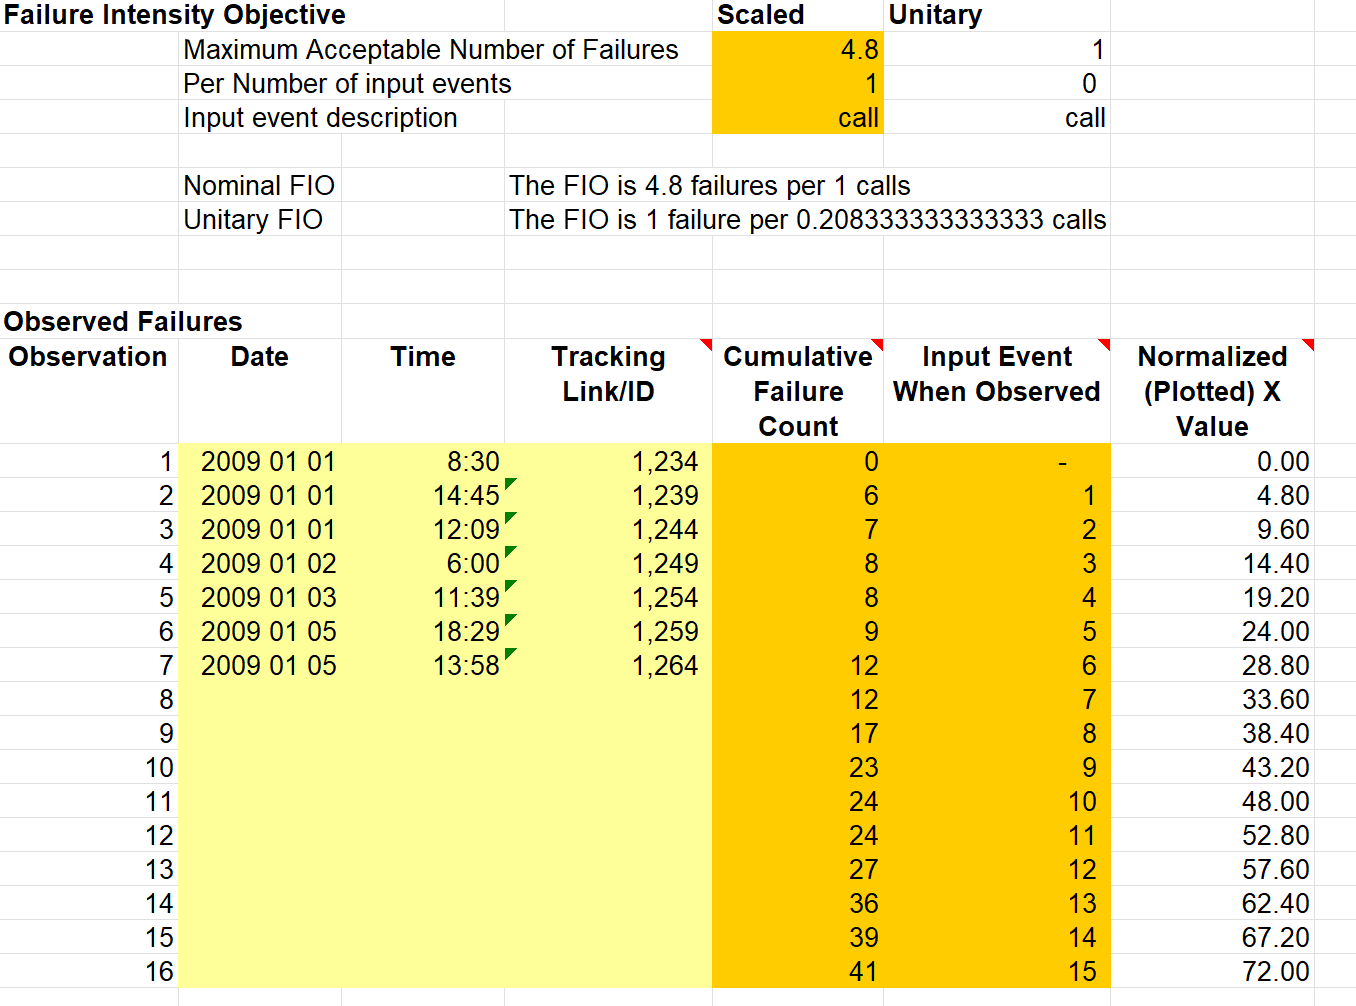 Failure Intensity Objective Scaled Unitary
Maximum Acceptable Number of Failures 4.8 1
Per Number of input events 1 0
Input event description call call
Nominal FIO The FIO is 4.8 failures per 1 calls
Unitary FIO The FIO is 1 failure per 0.208333333333333 calls
Observed Failures
Observation Date Time Tracking Cumulative Input Event Normalized
Link/ID Failure When Observed (Plotted) X
Count Value
1 2009 01 01 8:30 1,234 0 - 0.00
2 2009 01 01 14:45 1,239 6 1 4.80
3 2009 01 01 12:09 1,244 7 2 9.60
4 2009 01 02 6:00 1,249 8 3 14.40
5 2009 01 03 11:39 1,254 8 4 19.20
6 2009 01 05 18:29 1,259 9 5 24.00
7 2009 01 05 13:58 1,264 12 6 28.80
8 12 7 33.60
9 17 8 38.40
10 23 9 43.20
11 24 10 48.00
12 24 11 52.80
13 27 12 57.60
14 36 13 62.40
15 39 14 67.20
16 41 15 72.00